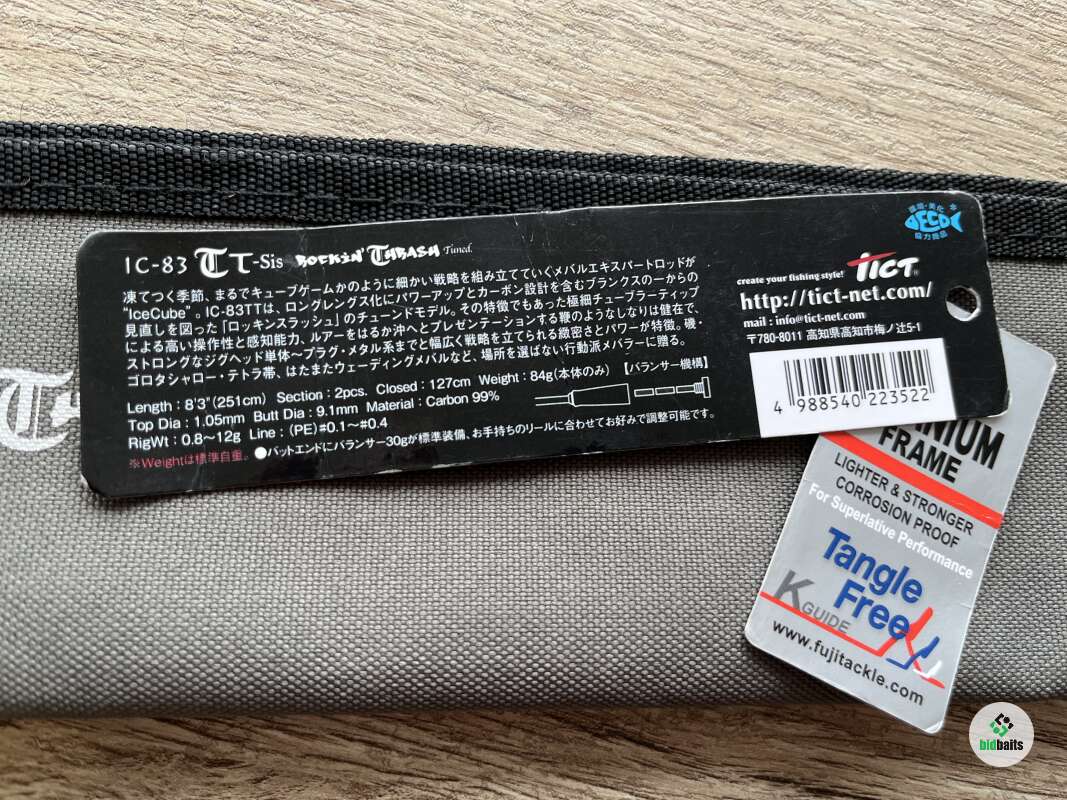 IC-83 TT-Sis ROCKIN' THRASH Tuned.
凍てつく季節、まるでキューブゲームかのように細かい戦略を組み立てていくメバルエキスパートロッドが
"IceCube"。IC-83TTは、ロングレングス化にパワーアップとカーボン設計を含むブランクスの一からの
見直しを図った「ロッキンスラッシュ」のチューンドモデル。その特徴でもあった極細チューブラーティップ
による高い操作性と感知能力、ルアーをはるか沖へとプレゼンテーションする鞭のようなしなりは健在で、
ストロングなジグヘッド単体～プラグ・メタル系までと幅広く戦略を立てられる緻密さとパワーが特徴。磯・
ゴロタシャロー・テトラ帯、はたまたウェーディングメバルなど、場所を選ばない行動派メバラーに贈る。
Length : 8'3"(251cm) Section : 2pcs. Closed : 127cm Weight : 84g(本体のみ) 【バランサー機構】
Top Dia : 1.05mm Butt Dia : 9.1mm Material : Carbon 99%
RigWt : 0.8～12g Line : (PE)#0.1～#0.4
※Weightは標準自重。 ●バットエンドにバランサー30gが標準装備、お手持ちのリールに合わせてお好みで調整可能です。
環境・美化
ECO
協力商品
create your fishing style! TICT
http://tict-net.com/
mail : info@tict-net.com
〒780-8011 高知県高知市梅ノ辻5-1
4 988540 223522
FRAME
LIGHTER & STRONGER
CORROSION PROOF
For Superlative Performance
Tangle
Free
K GUIDE
www.fujitackle.com
bidbaits